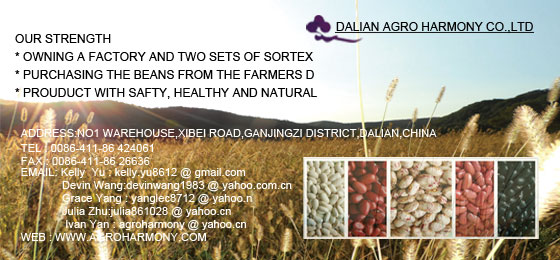 DALIAN AGRO HARMONY CO.,LTD
OUR STRENGTH
* OWNING A FACTORY AND TWO SETS OF SORTEX
* PURCHASING THE BEANS FROM THE FARMERS D
* PROUDUCT WITH SAFTY, HEALTHY AND NATURAL
ADDRESS:NO1 WAREHOUSE,XIBEI ROAD,GANJINGZI DISTRICT,DALIAN,CHINA
TEL : 0086-411-86 424061
FAX : 0086-411-86 26636
EMAIL: Kelly Yu : kelly.yu8612 @ gmail.com
Devin Wang:devinwang1983 @ yahoo.com.cn
Grace Yang : yanglec8712 @ yahoo.n
Julia Zhu:julia861028 @ yahoo.cn
Ivan Yan : agroharmony @ yahoo.cn
WEB : WWW.AGROHARMONY.COM